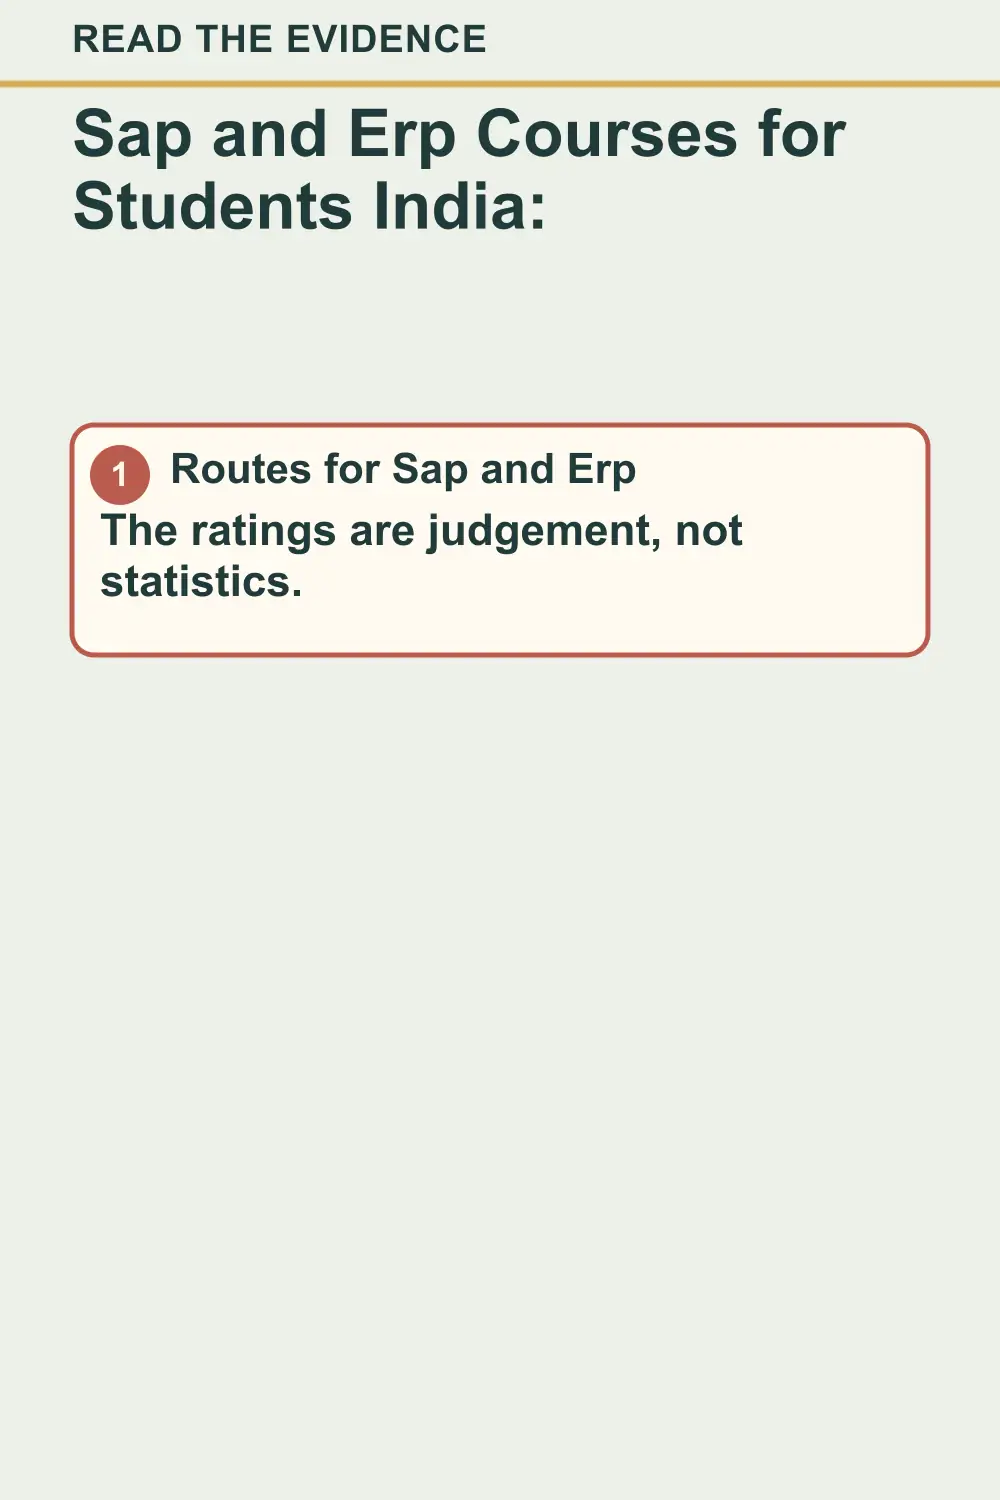 READ THE EVIDENCE
Sap and Erp Courses for
Students India:
1 Routes for Sap and Erp
The ratings are judgement, not
statistics.